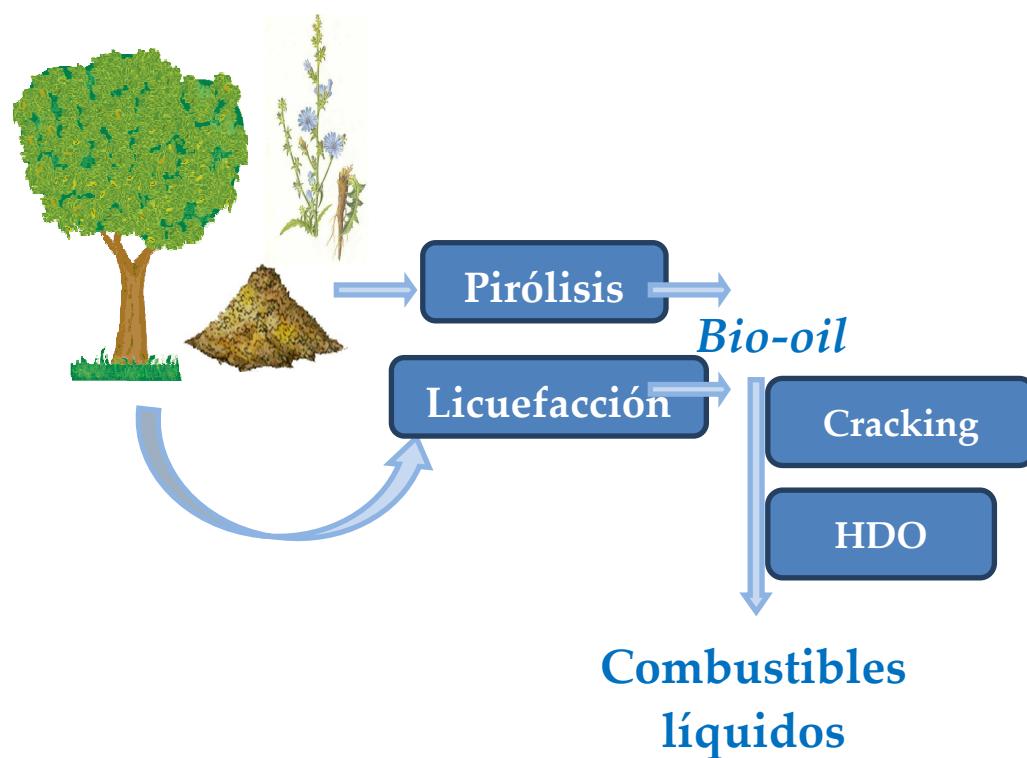 Pirólisis
Bio-oil
Licuefacción
Cracking
HDO
Combustibles
líquidos